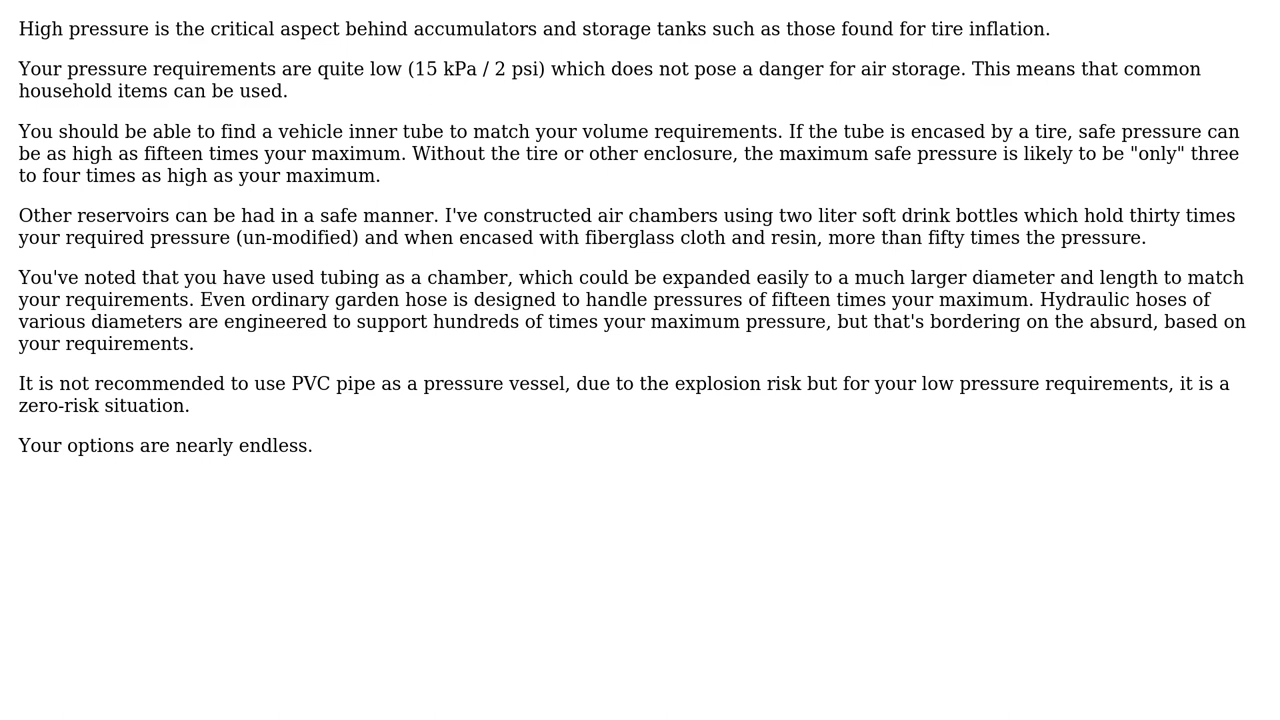 High pressure is the critical aspect behind accumulators and storage tanks such as those found for tire inflation.
Your pressure requirements are quite low (15 kPa / 2 psi) which does not pose a danger for air storage. This means that common
household items can be used.
You should be able to find a vehicle inner tube to match your volume requirements. If the tube is encased by a tire, safe pressure can
be as high as fifteen times your maximum. Without the tire or other enclosure, the maximum safe pressure is likely to be "only" three
to four times as high as your maximum.
Other reservoirs can be had in a safe manner. I've constructed air chambers using two liter soft drink bottles which hold thirty times
your required pressure (un-modified) and when encased with fiberglass cloth and resin, more than fifty times the pressure.
You've noted that you have used tubing as a chamber, which could be expanded easily to a much larger diameter and length to match
your requirements. Even ordinary garden hose is designed to handle pressures of fifteen times your maximum. Hydraulic hoses of
various diameters are engineered to support hundreds of times your maximum pressure, but that's bordering on the absurd, based on
your requirements.
It is not recommended to use PVC pipe as a pressure vessel, due to the explosion risk but for your low pressure requirements, it is a
zero-risk situation.
Your options are nearly endless.